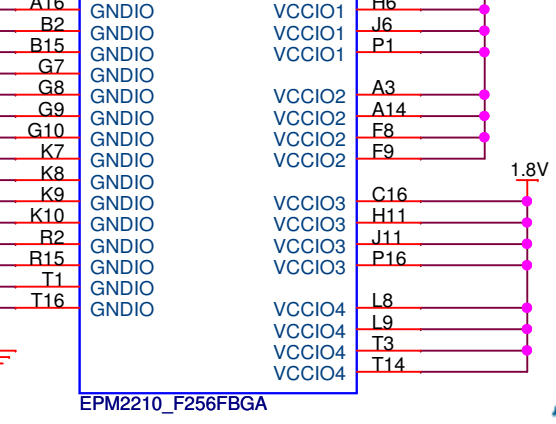 A16 GNDIO VCCIO1 H6
B2 GNDIO VCCIO1 J6
B15 GNDIO VCCIO1 P1
G7 GNDIO
G8 GNDIO VCCIO2 A3
G9 GNDIO VCCIO2 A14
G10 GNDIO VCCIO2 F8
K7 GNDIO VCCIO2 F9
K8 GNDIO 1.8V
K9 GNDIO VCCIO3 C16
K10 GNDIO VCCIO3 H11
R2 GNDIO VCCIO3 J11
R15 GNDIO VCCIO3 P16
T1 GNDIO
T16 GNDIO VCCIO4 L8
VCCIO4 L9
VCCIO4 T3
VCCIO4 T14
EPM2210_F256FBGA